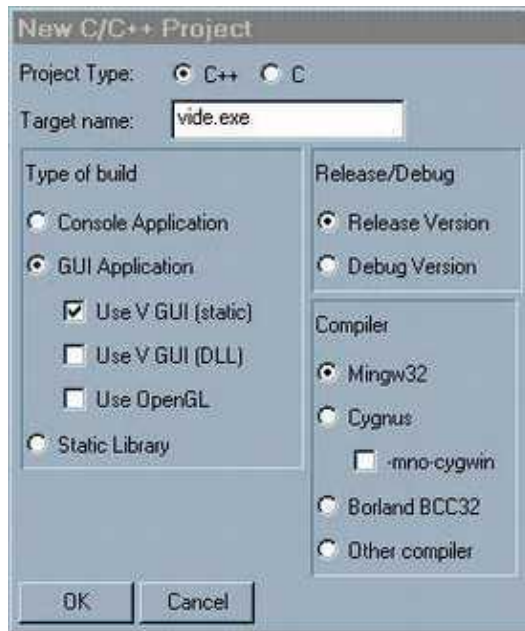 New C/C++ Project
Project Type: C++ C
Target name: vide.exe
Type of build
Console Application
GUI Application
Use V GUI (static)
Use V GUI (DLL)
Use OpenGL
Static Library
Release/Debug
Release Version
Debug Version
Compiler
Mingw32
Cygnus
-mno-cygwin
Borland BCC32
Other compiler
OK Cancel